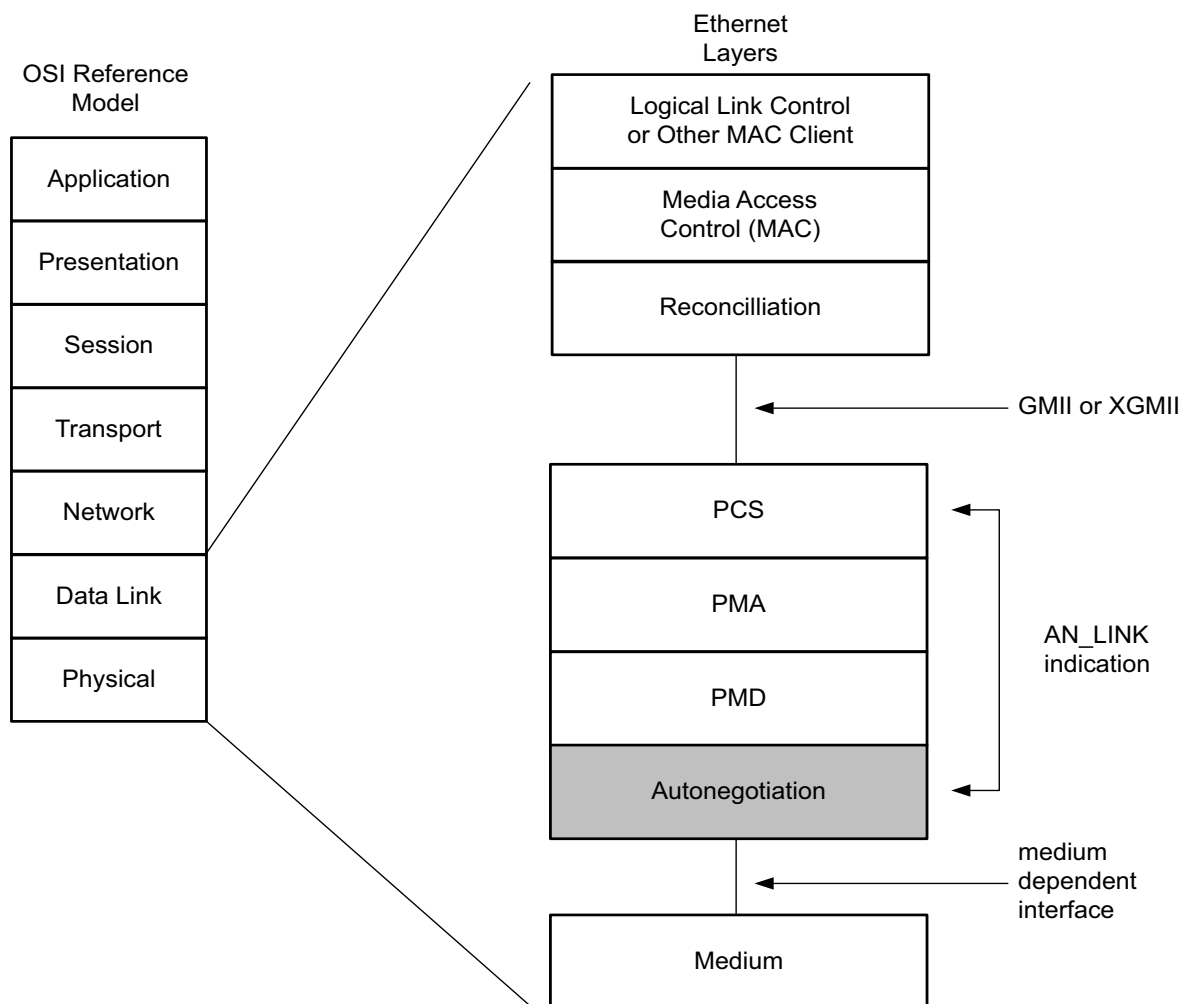 OSI Reference
Model
Application
Presentation
Session
Transport
Network
Data Link
Physical
Ethernet
Layers
Logical Link Control
or Other MAC Client
Media Access
Control (MAC)
Reconcilliation
GMII or XGMII
PCS
PMA
PMD
Autonegotiation
AN_LINK
indication
medium
dependent
interface
Medium